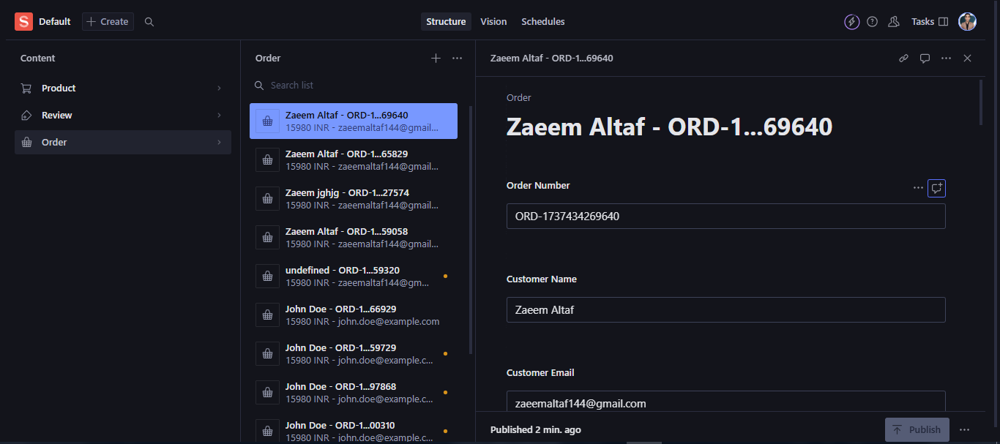 S Default + Create Structure Vision Schedules Tasks
Content
Product
Review
Order
Order
Search list
Zaeem Altaf - ORD-1...69640
15980 INR - zaeemaltaf144@gmail...
Zaeem Altaf - ORD-1...65829
15980 INR - zaeemaltaf144@gmail...
Zaeem jghjg - ORD-1...27574
15980 INR - zaeemaltaf144@gmail...
Zaeem Altaf - ORD-1...59058
15980 INR - zaeemaltaf144@gmail...
undefined - ORD-1...59320
15980 INR - zaeemaltaf144@gm...
John Doe - ORD-1...66929
15980 INR - john.doe@example.com
John Doe - ORD-1...59729
15980 INR - john.doe@example.c...
John Doe - ORD-1...97868
15980 INR - john.doe@example.c...
John Doe - ORD-1...00310
15980 INR - john.doe@example.c...
Zaeem Altaf - ORD-1...69640
Order
Zaeem Altaf - ORD-1...69640
Order Number
ORD-1737434269640
Customer Name
Zaeem Altaf
Customer Email
zaeemaltaf144@gmail.com
Published 2 min. ago
Publish